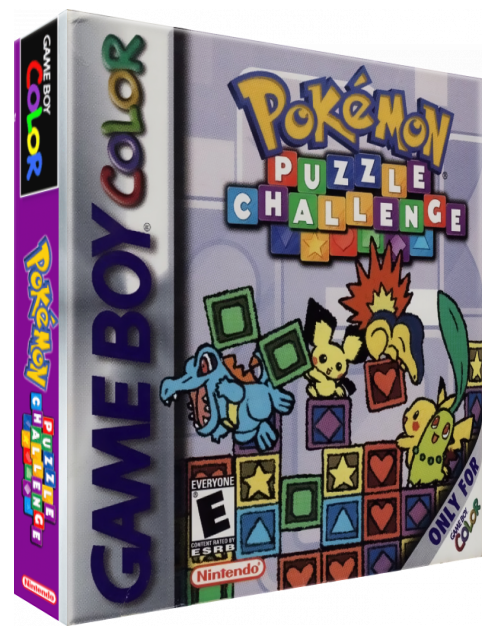 GAME BOY
COLOR
POKéMON
PUZZLE
CHALLENGE
Nintendo
GAME BOY COLOR
POKéMON
PUZZLE
CHALLENGE
EVERYONE
E
CONTENT RATED BY
ESRB
Nintendo
ONLY FOR
GAME BOY
COLOR